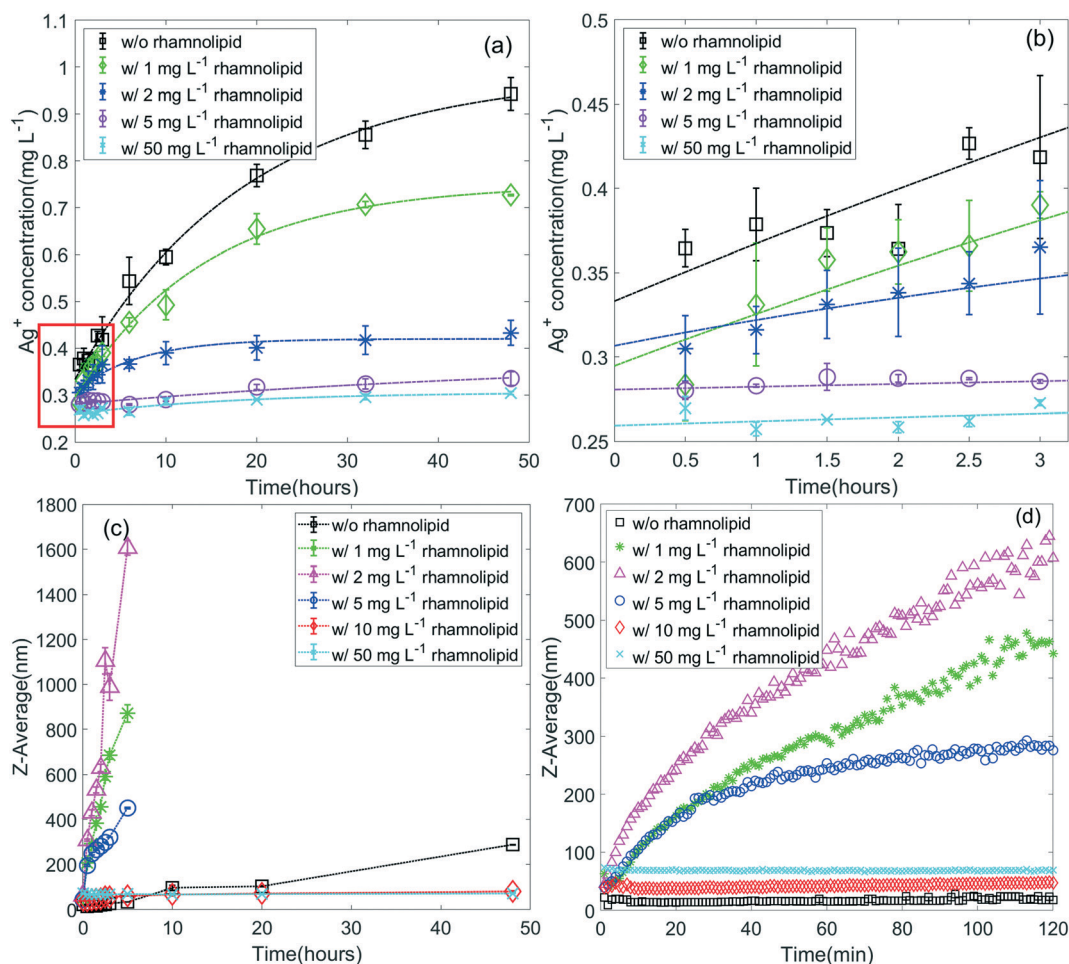 (a)
w/o rhamnolipid
w/ 1 mg L⁻¹ rhamnolipid
w/ 2 mg L⁻¹ rhamnolipid
w/ 5 mg L⁻¹ rhamnolipid
w/ 50 mg L⁻¹ rhamnolipid
Ag⁺ concentration(mg L⁻¹)
1.1
1
0.9
0.8
0.7
0.6
0.5
0.4
0.3
0.2
0 10 20 30 40 50
Time(hours)
(b)
w/o rhamnolipid
w/ 1 mg L⁻¹ rhamnolipid
w/ 2 mg L⁻¹ rhamnolipid
w/ 5 mg L⁻¹ rhamnolipid
w/ 50 mg L⁻¹ rhamnolipid
Ag⁺ concentration(mg L⁻¹)
0.5
0.45
0.4
0.35
0.3
0.25
0 0.5 1 1.5 2 2.5 3
Time(hours)
(c)
w/o rhamnolipid
w/ 1 mg L⁻¹ rhamnolipid
w/ 2 mg L⁻¹ rhamnolipid
w/ 5 mg L⁻¹ rhamnolipid
w/ 10 mg L⁻¹ rhamnolipid
w/ 50 mg L⁻¹ rhamnolipid
Z-Average(nm)
1800
1600
1400
1200
1000
800
600
400
200
0
0 10 20 30 40 50
Time(hours)
(d)
w/o rhamnolipid
w/ 1 mg L⁻¹ rhamnolipid
w/ 2 mg L⁻¹ rhamnolipid
w/ 5 mg L⁻¹ rhamnolipid
w/ 10 mg L⁻¹ rhamnolipid
w/ 50 mg L⁻¹ rhamnolipid
Z-Average(nm)
700
600
500
400
300
200
100
0
0 20 40 60 80 100 120
Time(min)